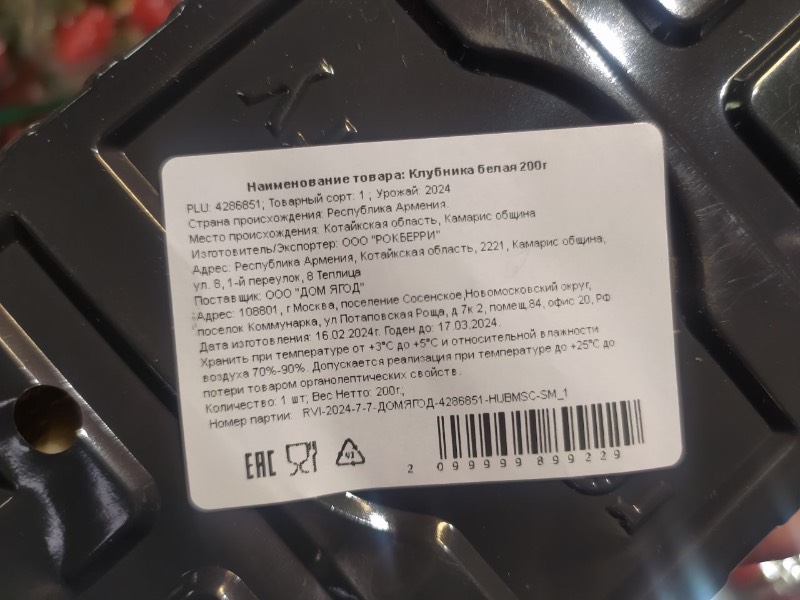 Наименование товара: Клубника белая 200г
PLU: 4286851; Товарный сорт: 1 ; Урожай: 2024
Страна происхождения: Республика Армения.
Место происхождения: Котайкская область, Камарис община
Изготовитель/Экспортер: ООО "РОКБЕРРИ"
Адрес: Республика Армения, Котайкская область, 2221, Камарис община,
ул. 8, 1-й переулок, 8 Теплица
Поставщик: ООО "ДОМ ЯГОД"
Адрес: 108801, г Москва, поселение Сосенское,Новомосковский округ,
поселок Коммунарка, ул Потаповская Роща, д 7к 2, помещ.84, офис 20, РФ
Дата изготовления: 16.02.2024г. Годен до: 17.03.2024.
Хранить при температуре от +3°С до +5°С и относительной влажности
воздуха 70%-90%. Допускается реализация при температуре до +25°С до
потери товаром органолептических свойств.
Количество: 1 шт; Вес Нетто: 200г;
Номер партии: RVI-2024-7-7-ДОМЯГОД-4286851-HUBMSC-SM_1
EAC
2 099999 899229